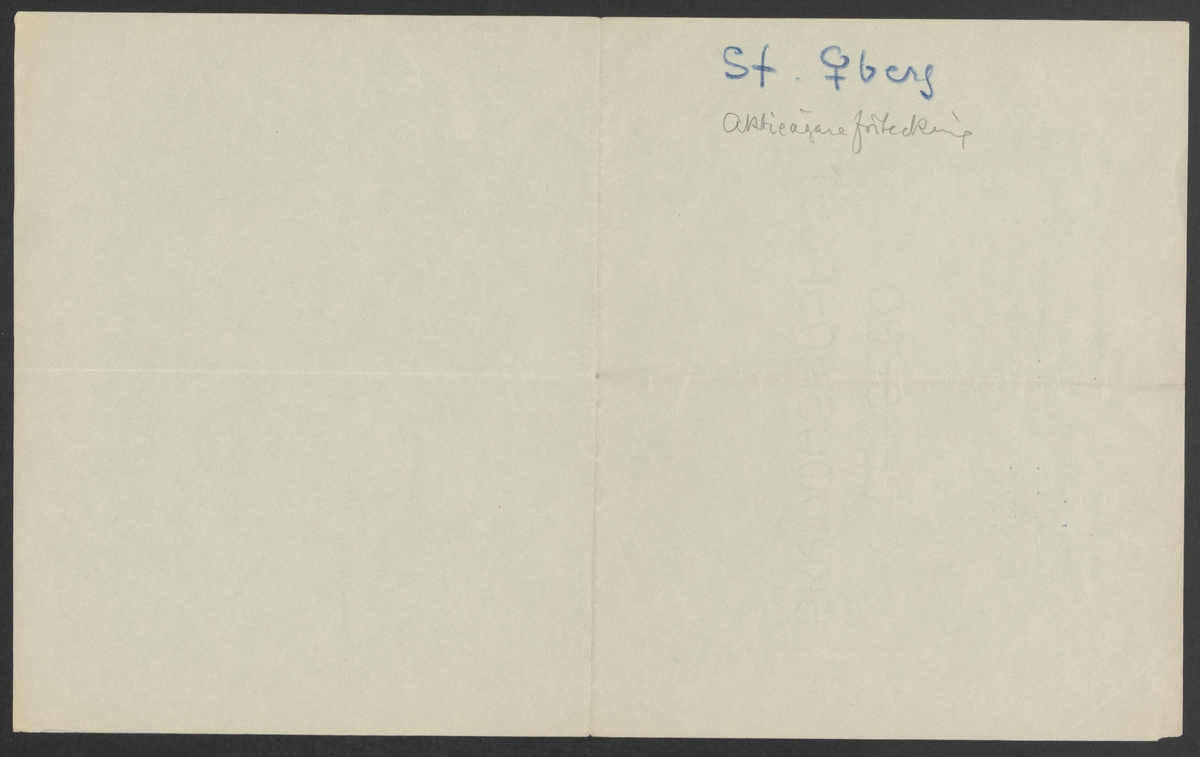 St. ♀berg
Aktieägareförteckning